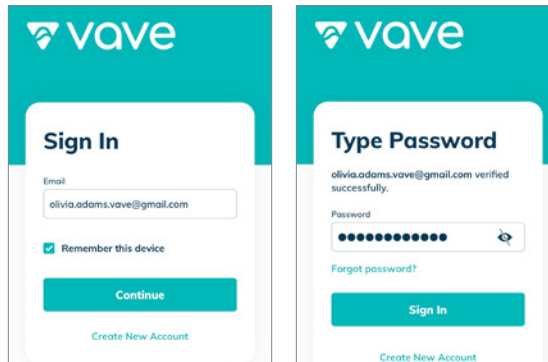 vave
Sign In
Email
olivia.adams.vave@gmail.com
Remember this device
Continue
Create New Account
vave
Type Password
olivia.adams.vave@gmail.com verified
successfully.
Password
Forgot password?
Sign In
Create New Account